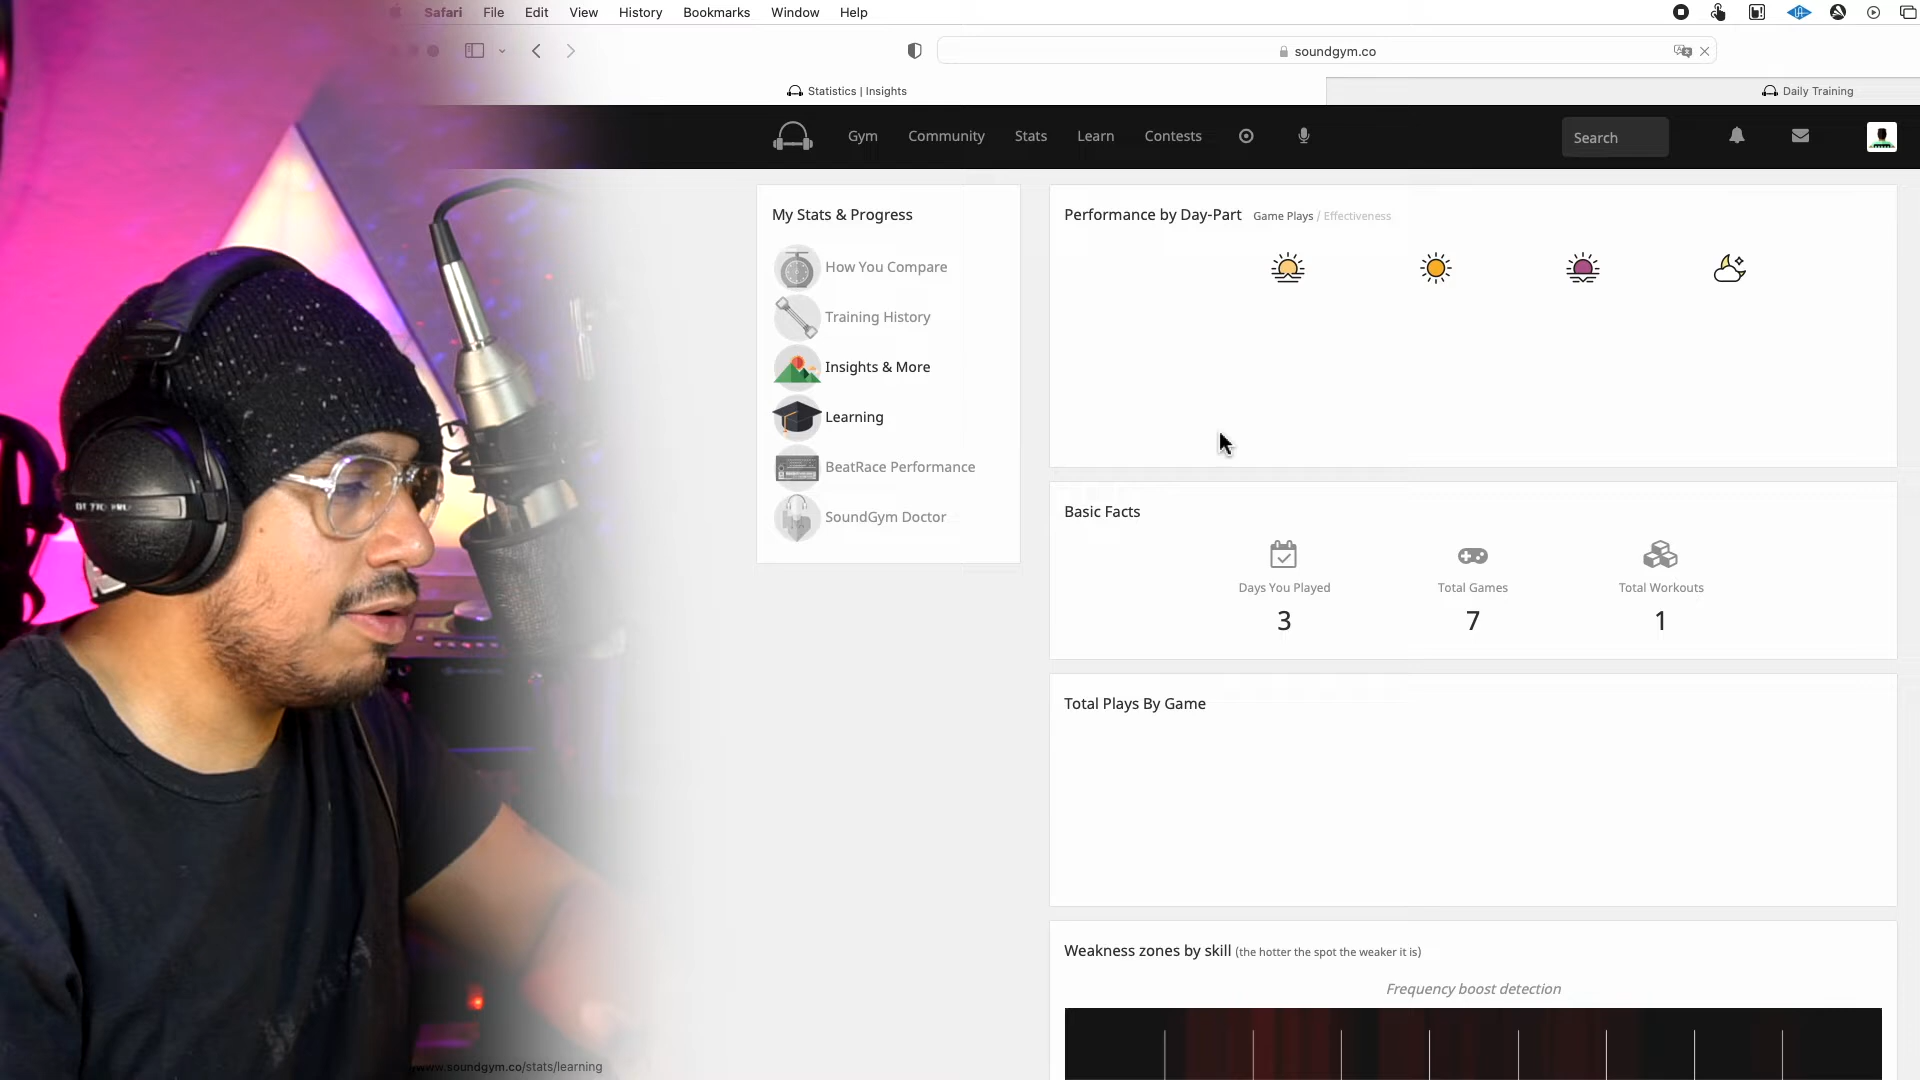 Safari File Edit View History Bookmarks Window Help
soundgym.co
Statistics | Insights
Daily Training
Gym Community Stats Learn Contests
Search
My Stats & Progress
How You Compare
Training History
Insights & More
Learning
BeatRace Performance
SoundGym Doctor
Performance by Day-Part Game Plays / Effectiveness
Basic Facts
Days You Played Total Games Total Workouts
3 7 1
Total Plays By Game
Weakness zones by skill (the hotter the spot the weaker it is)
Frequency boost detection
www.soundgym.co/stats/learning